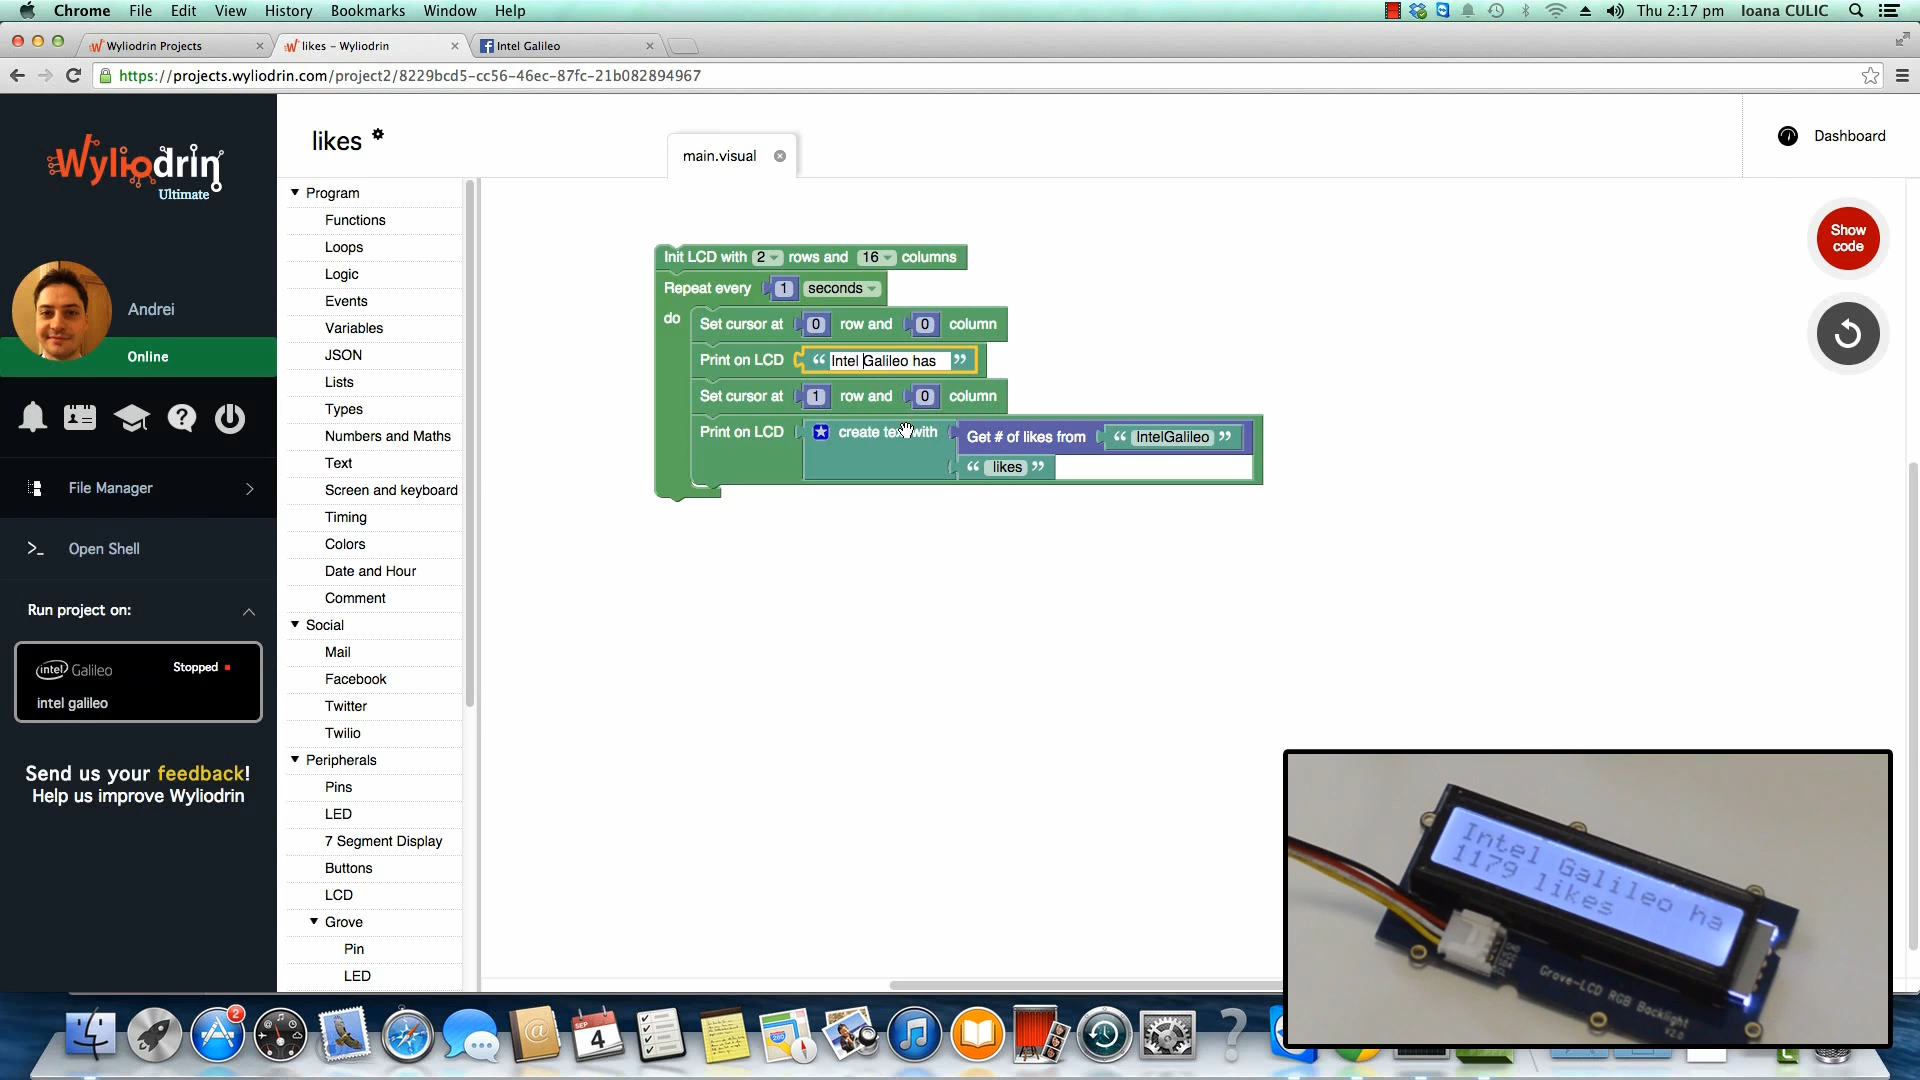 Chrome File Edit View History Bookmarks Window Help
Thu 2:17 pm Ioana CULIC
Wyliodrin Projects
likes – Wyliodrin
Intel Galileo
https://projects.wyliodrin.com/project2/8229bcd5-cc56-46ec-87fc-21b082894967
Wyliodrin
Ultimate
Andrei
Online
File Manager
Open Shell
Run project on:
intel Galileo
Stopped
intel galileo
Send us your feedback!
Help us improve Wyliodrin
likes
main.visual
Dashboard
Program
Functions
Loops
Logic
Events
Variables
JSON
Lists
Types
Numbers and Maths
Text
Screen and keyboard
Timing
Colors
Date and Hour
Comment
Social
Mail
Facebook
Twitter
Twilio
Peripherals
Pins
LED
7 Segment Display
Buttons
LCD
Grove
Pin
LED
Init LCD with 2 rows and 16 columns
Repeat every 1 seconds
do
Set cursor at 0 row and 0 column
Print on LCD “ Intel Galileo has ”
Set cursor at 1 row and 0 column
Print on LCD create text with Get # of likes from “ IntelGalileo ”
“ likes ”
Show
code
Intel Galileo ha
1179 likes
Grove-LCD RGB Backlight
V2.0
2
SEP
4